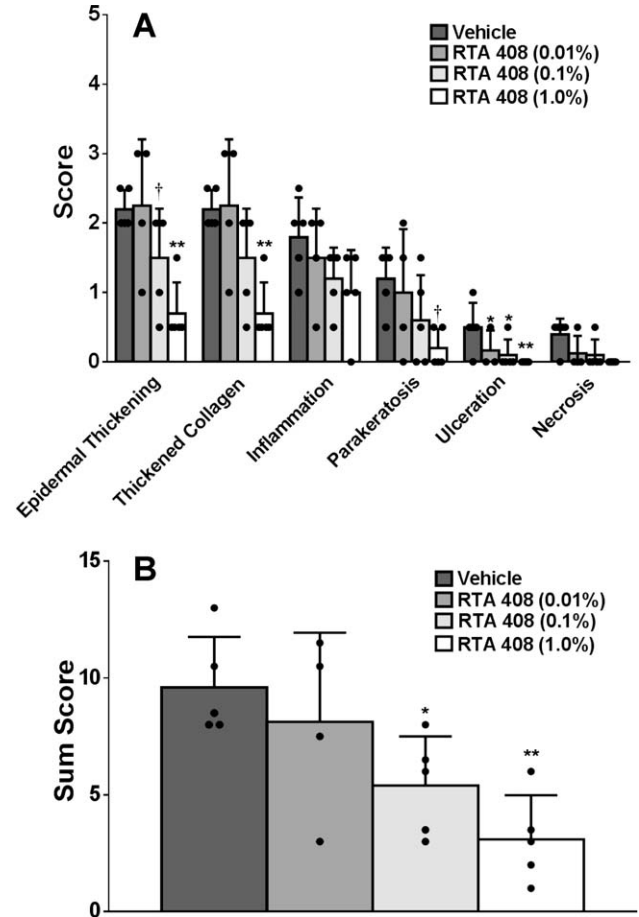 A
Vehicle
RTA 408 (0.01%)
RTA 408 (0.1%)
RTA 408 (1.0%)
Score
5
4
3
2
1
0
†
**
**
†
*
*
**
Epidermal Thickening
Thickened Collagen
Inflammation
Parakeratosis
Ulceration
Necrosis
B
Vehicle
RTA 408 (0.01%)
RTA 408 (0.1%)
RTA 408 (1.0%)
Sum Score
15
10
5
0
*
**